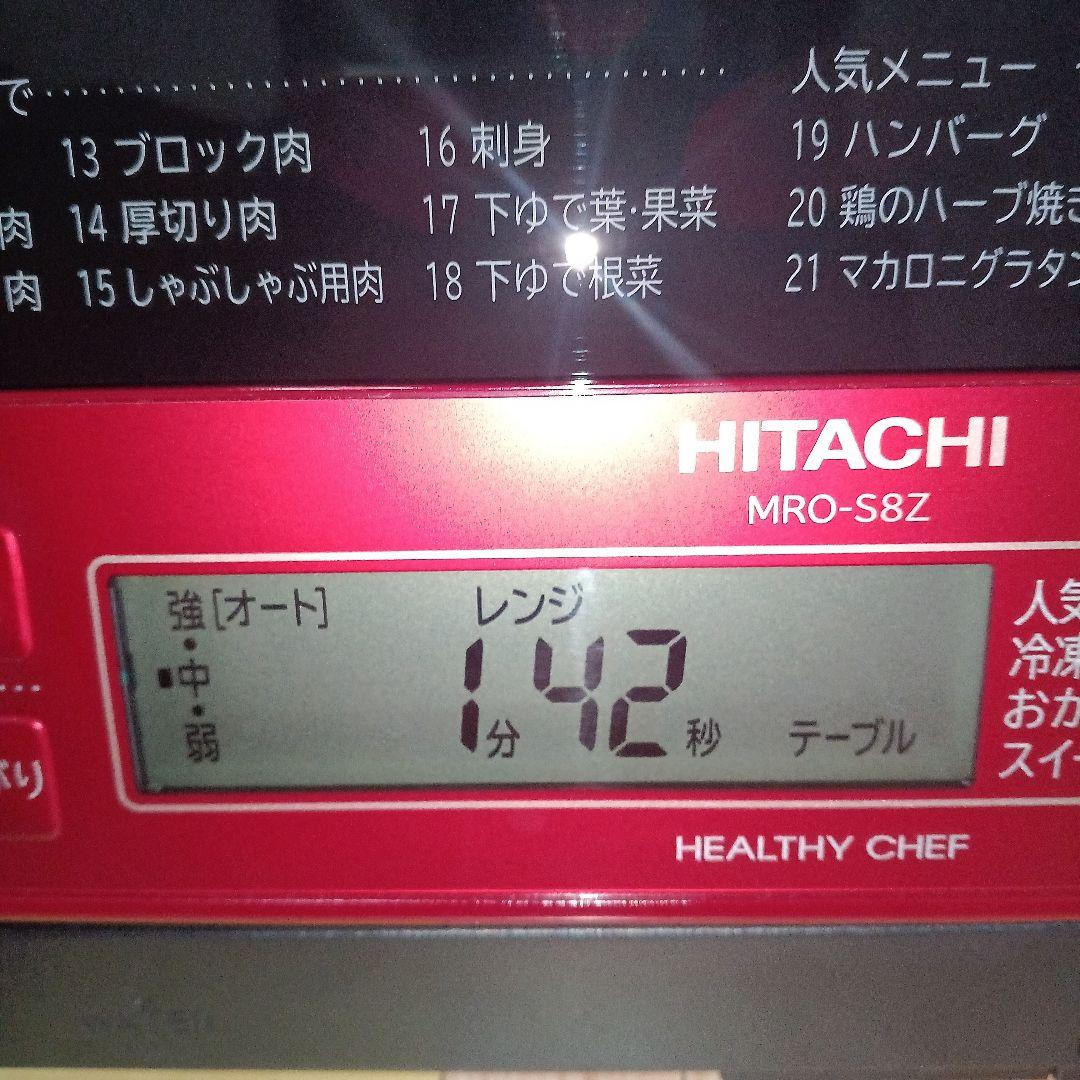 で
人気メニュー
13 ブロック肉
16 刺身
19 ハンバーグ
肉
14 厚切り肉
17 下ゆで葉・果菜
20 鶏のハーブ焼き
肉
15 しゃぶしゃぶ用肉
18 下ゆで根菜
21 マカロニグラタン
HITACHI
MRO-S8Z
強 [オート]
レンジ
中
弱
1分42秒
テーブル
人気
冷凍
おか
スイー
ぶり
HEALTHY CHEF